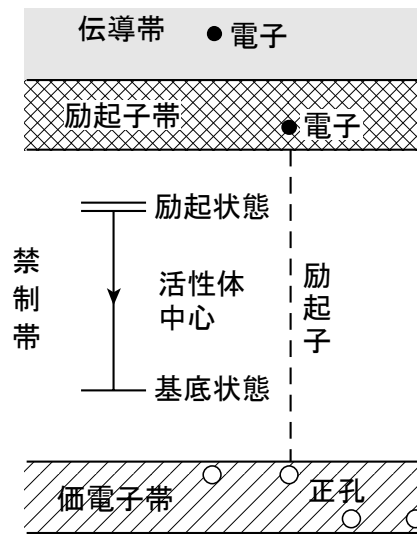 伝導帯 電子
励起子帯 電子
励起状態
禁制帯
活性体
中心
励起子
基底状態
価電子帯 正孔